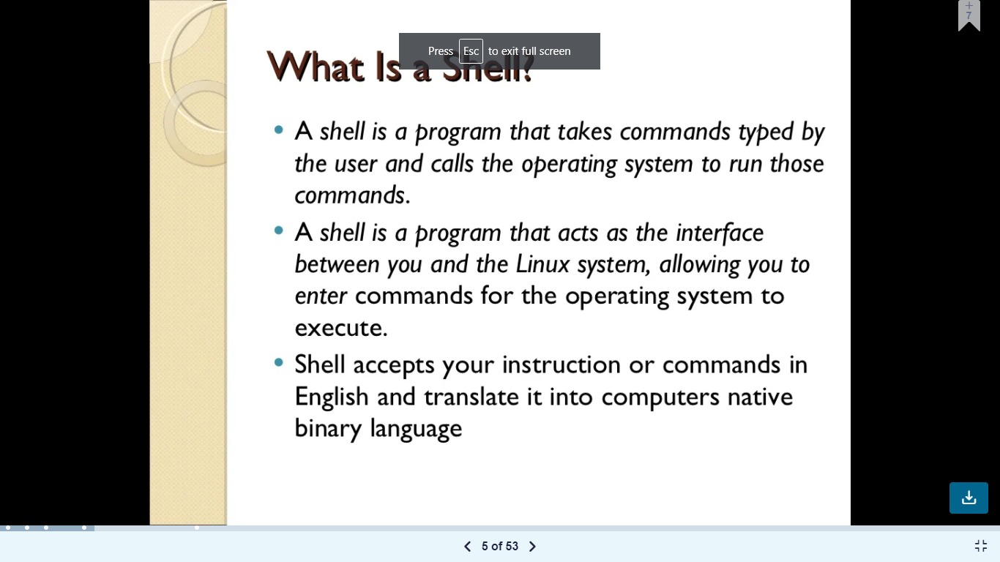 +
7
Press Esc to exit full screen
What Is a Shell?
• A shell is a program that takes commands typed by
the user and calls the operating system to run those
commands.
• A shell is a program that acts as the interface
between you and the Linux system, allowing you to
enter commands for the operating system to
execute.
• Shell accepts your instruction or commands in
English and translate it into computers native
binary language
5 of 53